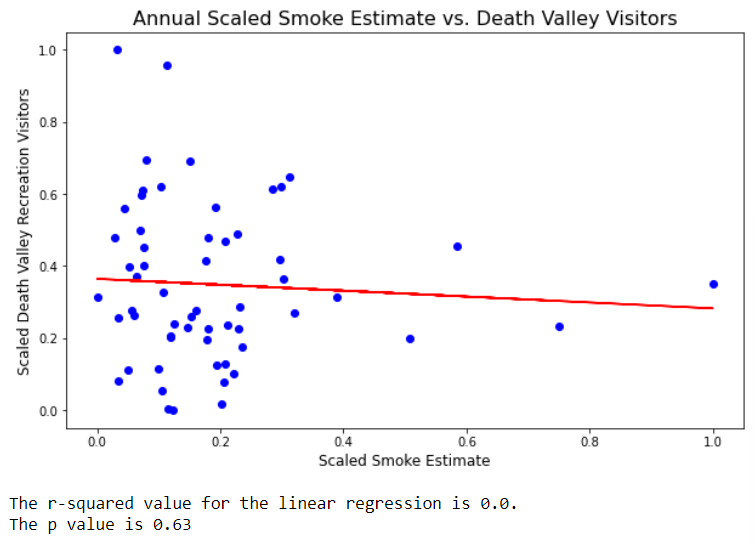 Annual Scaled Smoke Estimate vs. Death Valley Visitors
Scaled Death Valley Recreation Visitors
1.0
0.8
0.6
0.4
0.2
0.0
0.0 0.2 0.4 0.6 0.8 1.0
Scaled Smoke Estimate
The r-squared value for the linear regression is 0.0.
The p value is 0.63